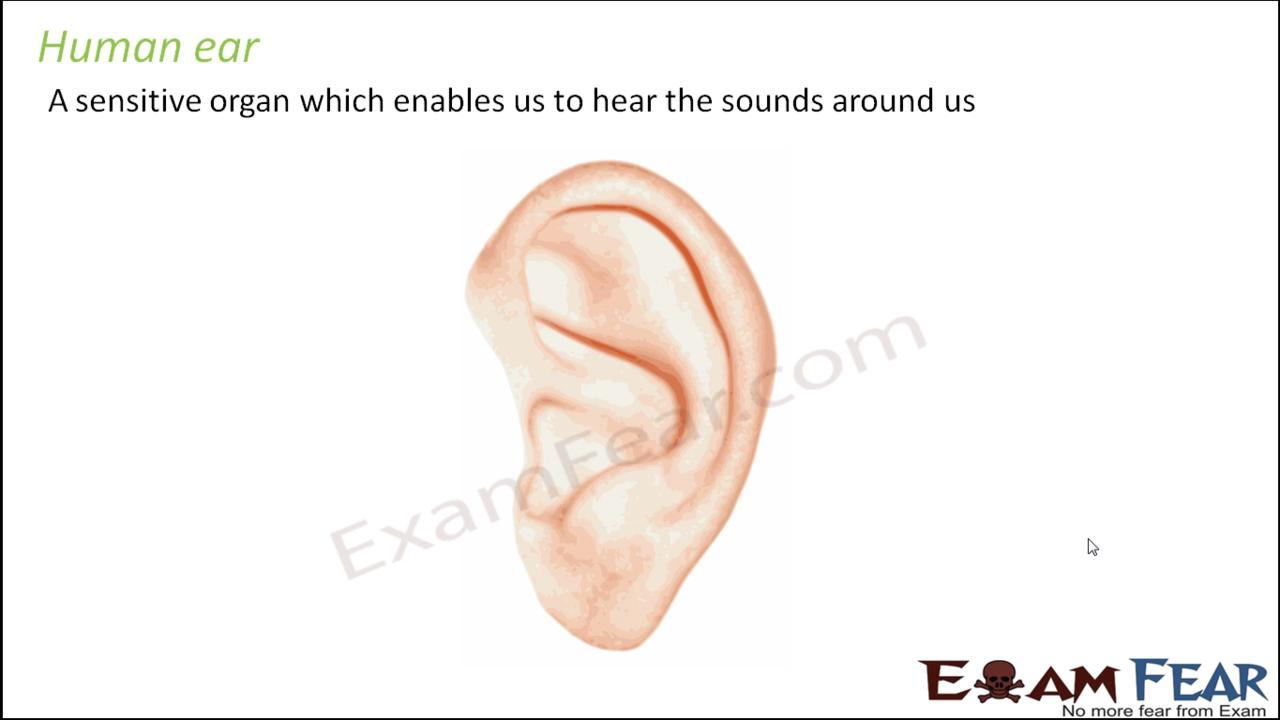 Human ear
A sensitive organ which enables us to hear the sounds around us
ExamFear.com
EXAM FEAR
No more fear from Exam